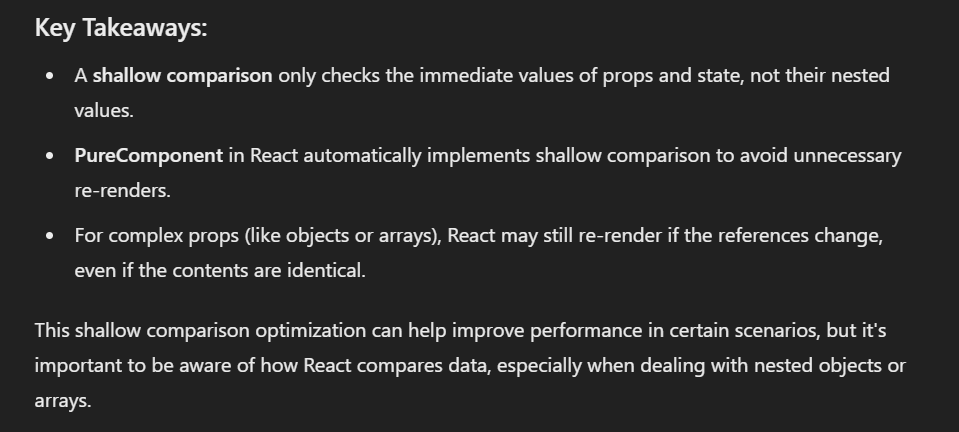 Key Takeaways:
• A shallow comparison only checks the immediate values of props and state, not their nested
values.
• PureComponent in React automatically implements shallow comparison to avoid unnecessary
re-renders.
• For complex props (like objects or arrays), React may still re-render if the references change,
even if the contents are identical.
This shallow comparison optimization can help improve performance in certain scenarios, but it's
important to be aware of how React compares data, especially when dealing with nested objects or
arrays.